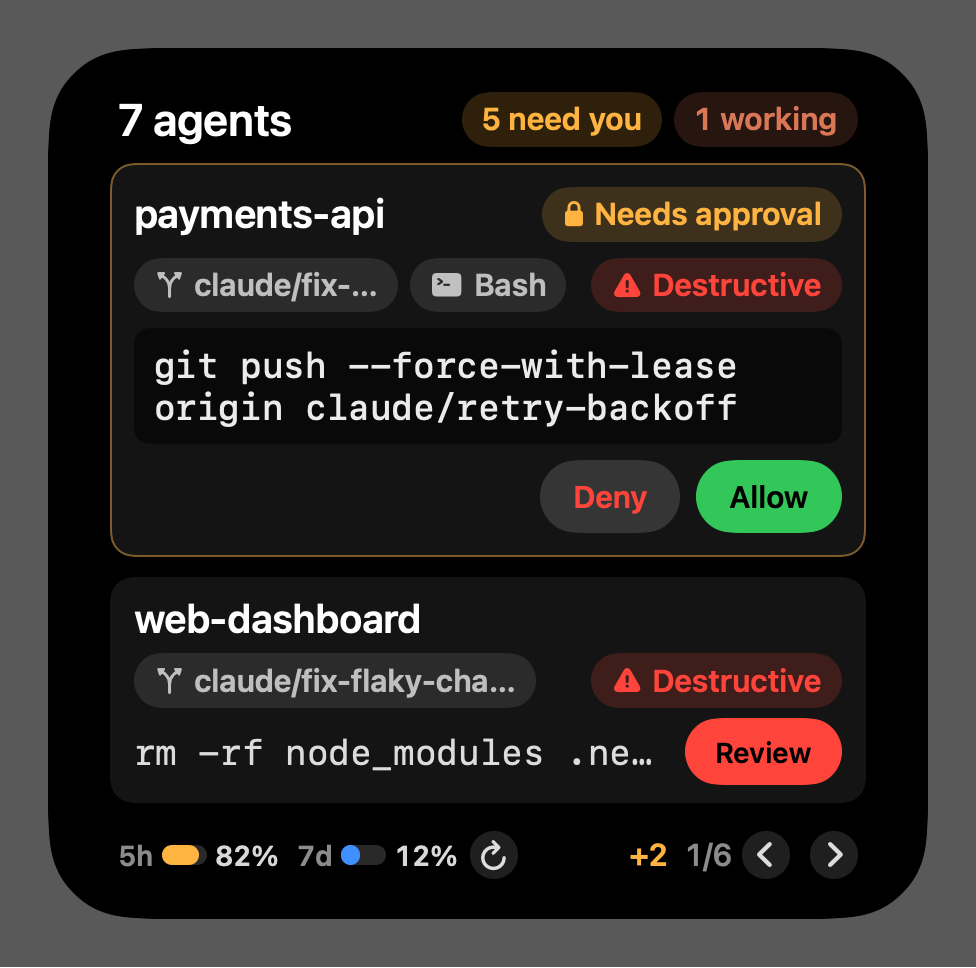 7 agents 5 need you 1 working
payments-api Needs approval
claude/fix-... Bash Destructive
git push --force-with-lease
origin claude/retry-backoff
Deny Allow
web-dashboard
claude/fix-flaky-cha... Destructive
rm -rf node_modules .ne... Review
5h 82% 7d 12% +2 1/6